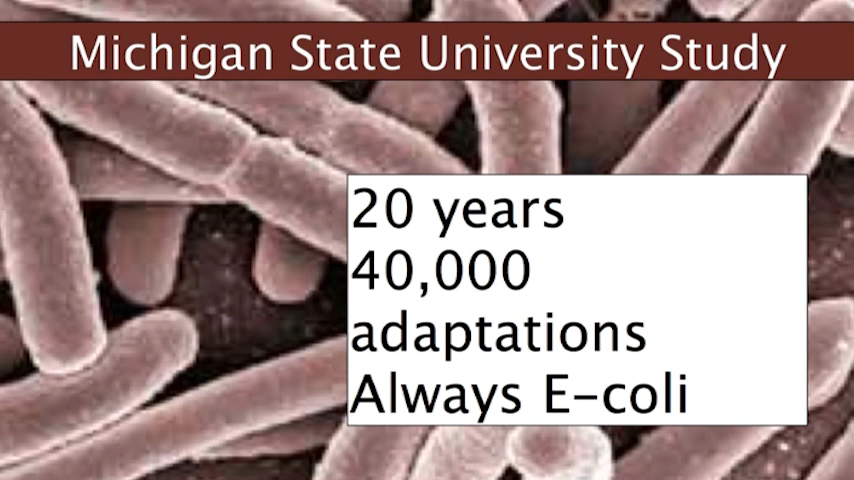 Michigan State University Study
20 years
40,000
adaptations
Always E-coli